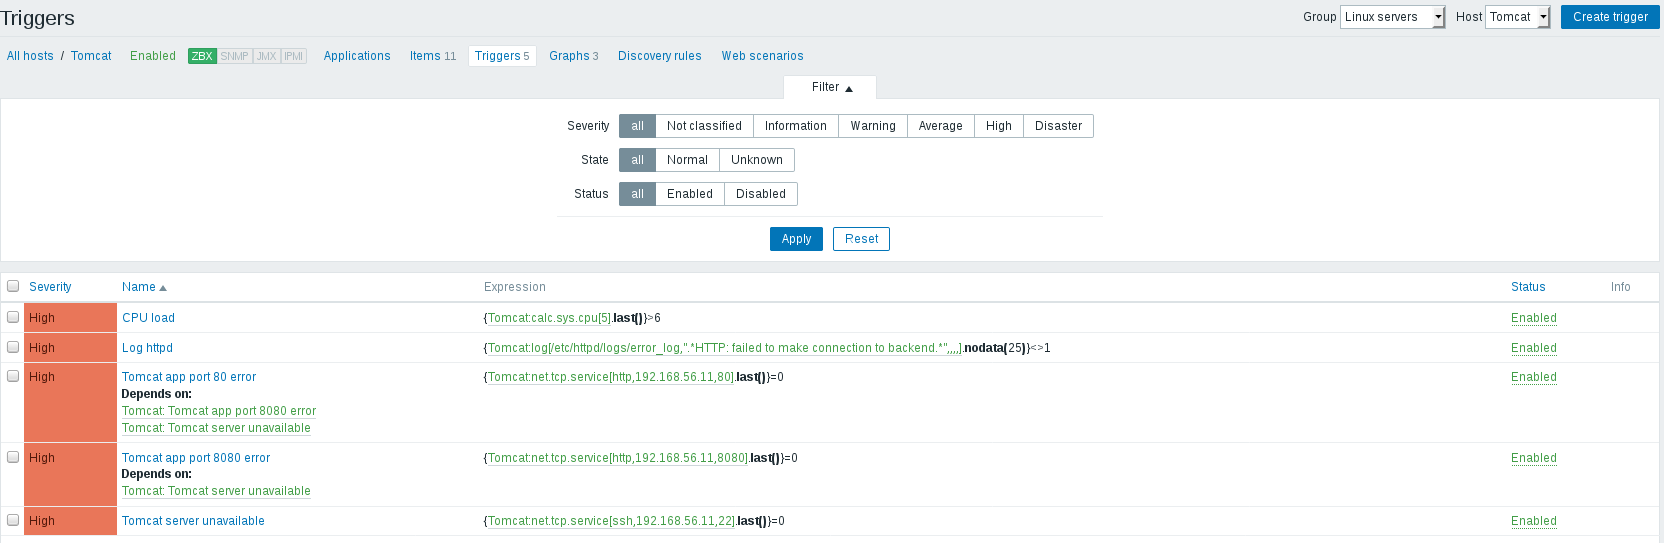 Triggers Group Linux servers Host Tomcat Create trigger
All hosts / Tomcat Enabled ZBX SNMP JMX IPMI Applications Items 11 Triggers 5 Graphs 3 Discovery rules Web scenarios
Filter ▲
Severity all Not classified Information Warning Average High Disaster
State all Normal Unknown
Status all Enabled Disabled
Apply Reset
Severity Name ▲ Expression Status Info
High CPU load {Tomcat:calc.sys.cpu[5].last()}>6 Enabled
High Log httpd {Tomcat:log[/etc/httpd/logs/error_log,".*HTTP: failed to make connection to backend.*",,,,].nodata(25)}<>1 Enabled
High Tomcat app port 80 error {Tomcat:net.tcp.service[http,192.168.56.11,80].last()}=0 Enabled
Depends on:
Tomcat: Tomcat app port 8080 error
Tomcat: Tomcat server unavailable
High Tomcat app port 8080 error {Tomcat:net.tcp.service[http,192.168.56.11,8080].last()}=0 Enabled
Depends on:
Tomcat: Tomcat server unavailable
High Tomcat server unavailable {Tomcat:net.tcp.service[ssh,192.168.56.11,22].last()}=0 Enabled